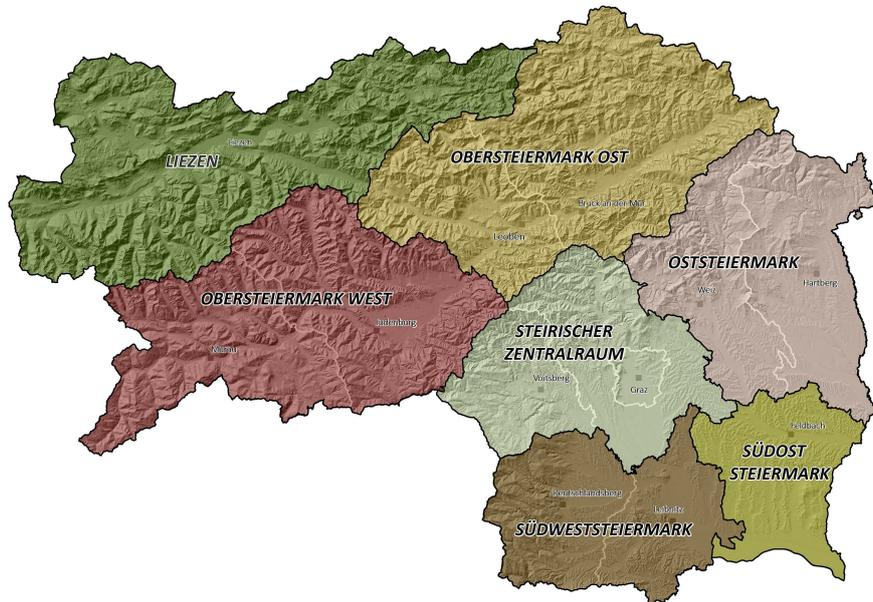 Liezen
LIEZEN
OBERSTEIERMARK OST
Bruck an der Mur
Leoben
OSTSTEIERMARK
Hartberg
Weiz
OBERSTEIERMARK WEST
Judenburg
Murau
STEIRISCHER
ZENTRALRAUM
Voitsberg
Graz
Feldbach
SÜDOST
STEIERMARK
Deutschlandsberg
Leibnitz
SÜDWESTSTEIERMARK